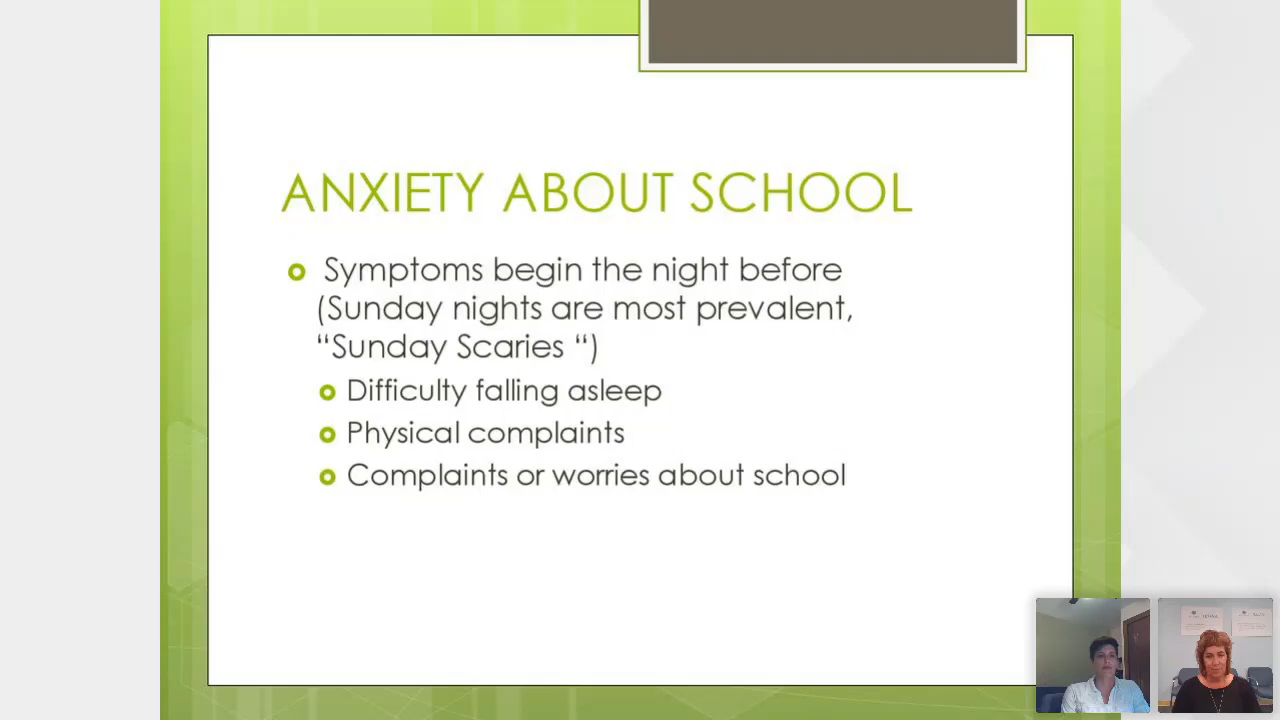 ANXIETY ABOUT SCHOOL
Symptoms begin the night before
(Sunday nights are most prevalent,
“Sunday Scaries “)
Difficulty falling asleep
Physical complaints
Complaints or worries about school